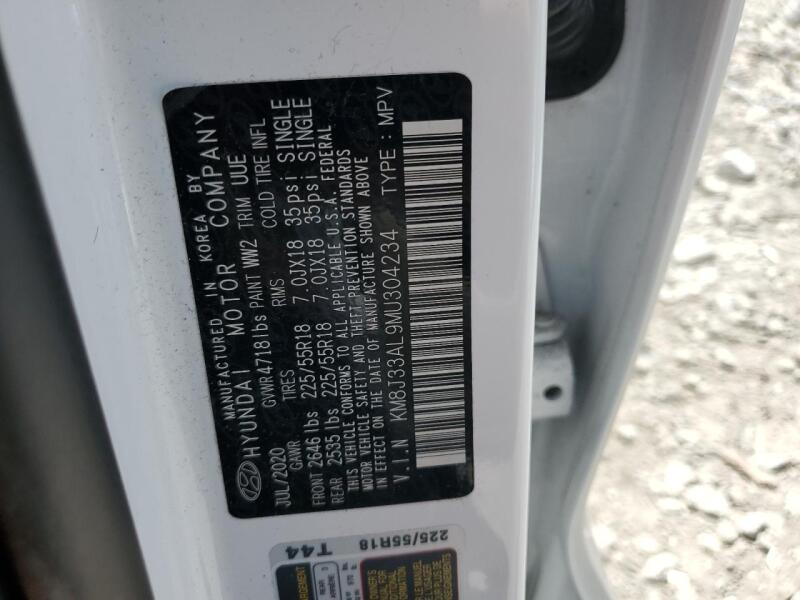 MANUFACTURED IN KOREA BY
HYUNDAI MOTOR COMPANY
JUL/2020 GVWR 4718 lbs PAINT WW2 TRIM UUE
GAWR TIRES RIMS COLD TIRE INFL
FRONT 2646 lbs 225/55R18 7.0JX18 35psi SINGLE
REAR 2535 lbs 225/55R18 7.0JX18 35psi SINGLE
THIS VEHICLE CONFORMS TO ALL APPLICABLE U.S.A. FEDERAL
MOTOR VEHICLE SAFETY AND THEFT PREVENTION STANDARDS
IN EFFECT ON THE DATE OF MANUFACTURE SHOWN ABOVE
V.I.N KM8J33AL9MU304234 TYPE : MPV
225/55R18
T44